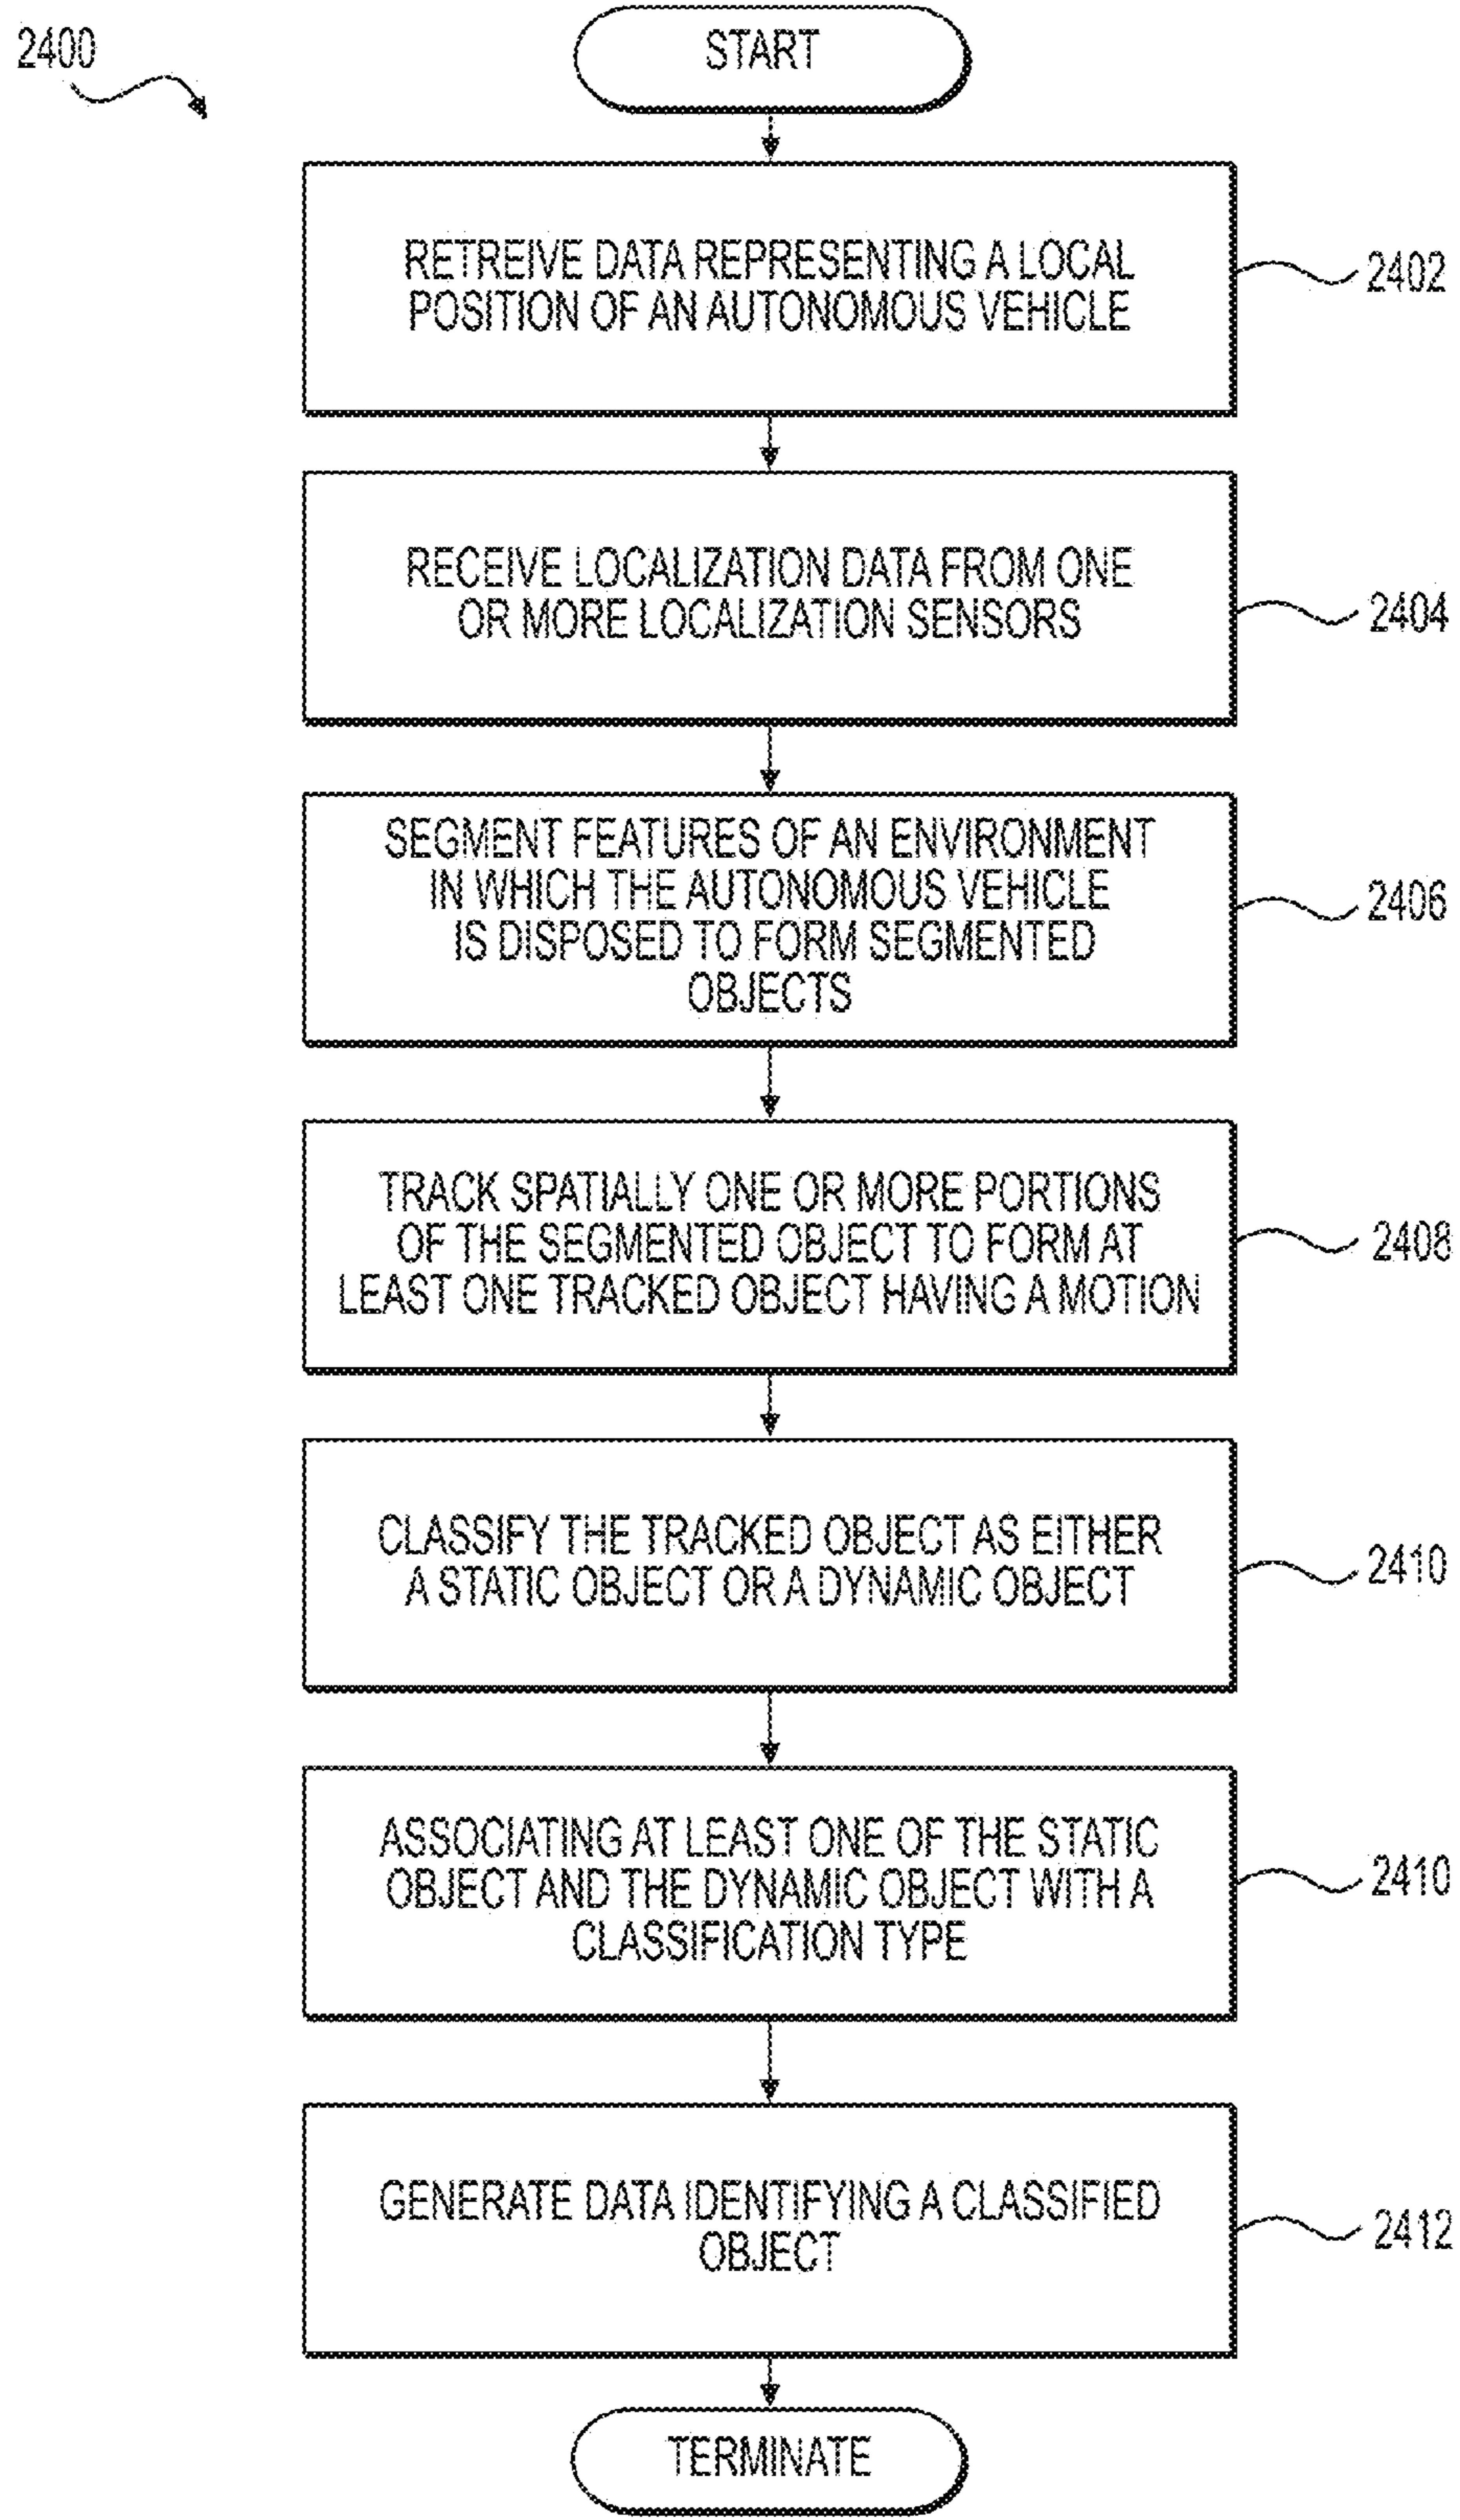 2400
START
RETREIVE DATA REPRESENTING A LOCAL
POSITION OF AN AUTONOMOUS VEHICLE
2402
RECEIVE LOCALIZATION DATA FROM ONE
OR MORE LOCALIZATION SENSORS
2404
SEGMENT FEATURES OF AN ENVIRONMENT
IN WHICH THE AUTONOMOUS VEHICLE
IS DISPOSED TO FORM SEGMENTED
OBJECTS
2406
TRACK SPATIALLY ONE OR MORE PORTIONS
OF THE SEGMENTED OBJECT TO FORM AT
LEAST ONE TRACKED OBJECT HAVING A MOTION
2408
CLASSIFY THE TRACKED OBJECT AS EITHER
A STATIC OBJECT OR A DYNAMIC OBJECT
2410
ASSOCIATING AT LEAST ONE OF THE STATIC
OBJECT AND THE DYNAMIC OBJECT WITH A
CLASSIFICATION TYPE
2410
GENERATE DATA IDENTIFYING A CLASSIFIED
OBJECT
2412
TERMINATE